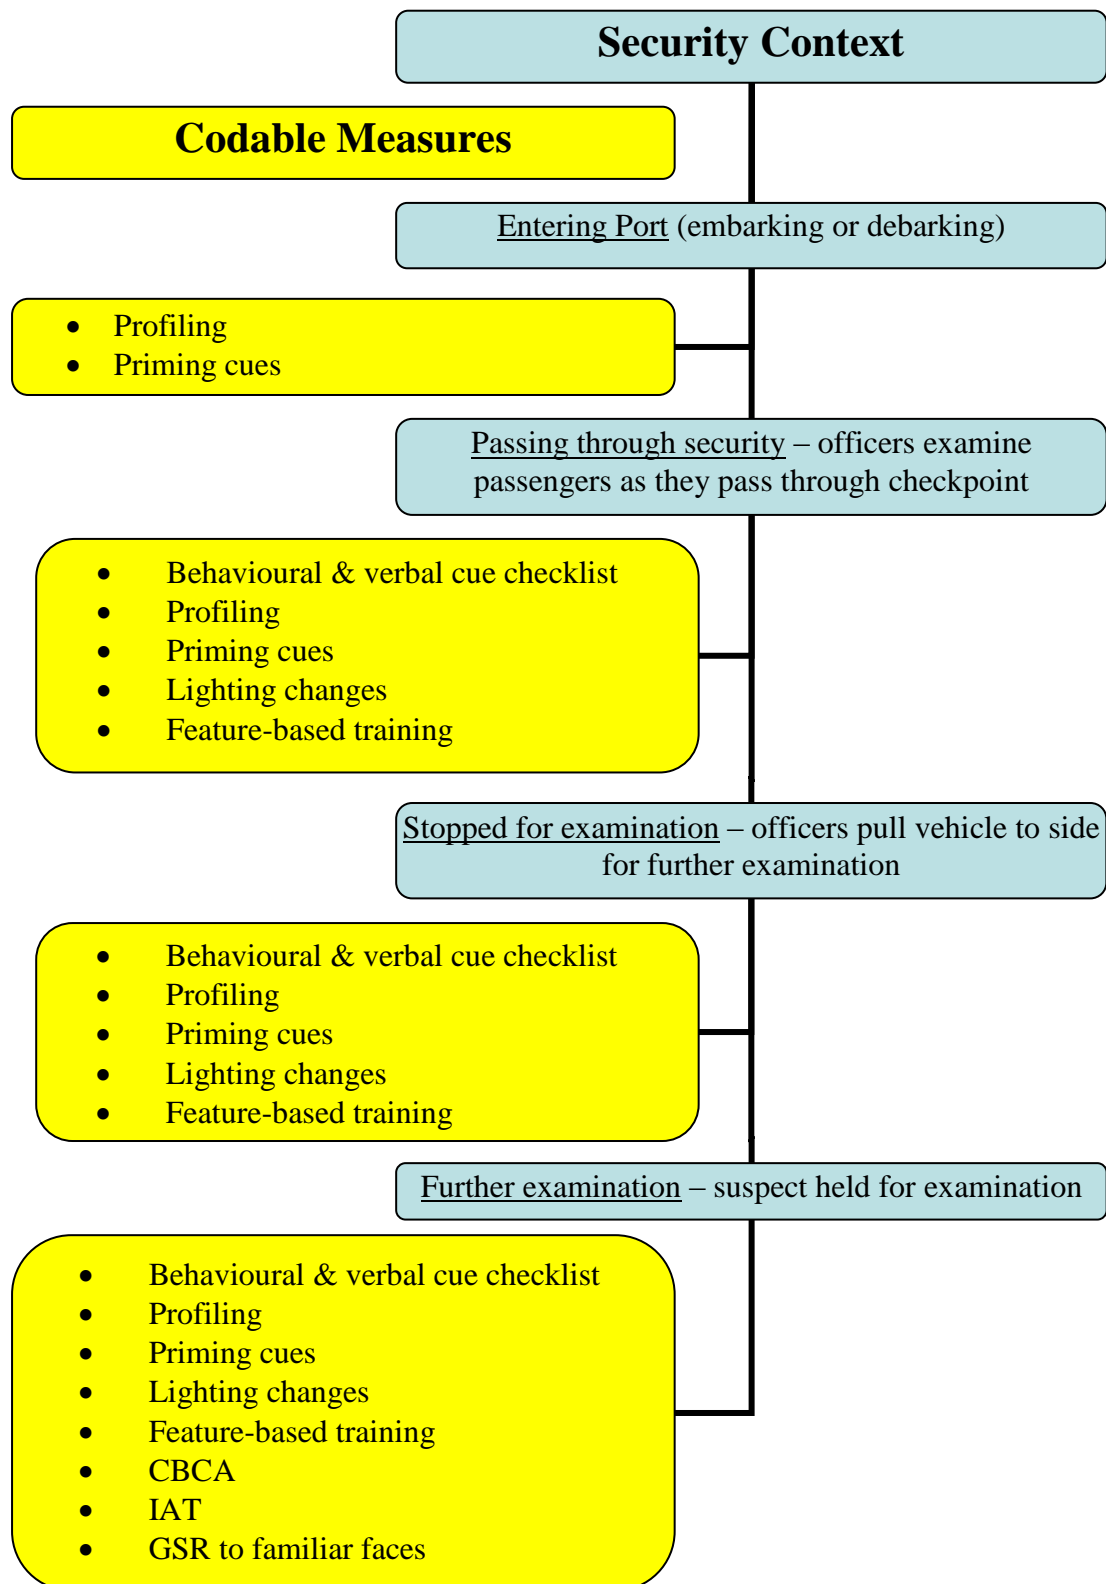 Security Context
Codable Measures
Entering Port (embarking or debarking)
• Profiling
• Priming cues
Passing through security – officers examine
passengers as they pass through checkpoint
• Behavioural & verbal cue checklist
• Profiling
• Priming cues
• Lighting changes
• Feature-based training
Stopped for examination – officers pull vehicle to side
for further examination
• Behavioural & verbal cue checklist
• Profiling
• Priming cues
• Lighting changes
• Feature-based training
Further examination – suspect held for examination
• Behavioural & verbal cue checklist
• Profiling
• Priming cues
• Lighting changes
• Feature-based training
• CBCA
• IAT
• GSR to familiar faces